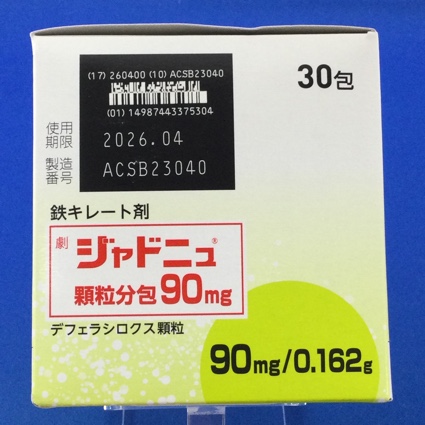 (17) 260400 (10) ACSB23040
(01) 14987443375304
30包
使用期限 2026.04
製造番号 ACSB23040
鉄キレート剤
劇 ジャドニュ®
顆粒分包90mg
デフェラシロクス顆粒
90mg/0.162g